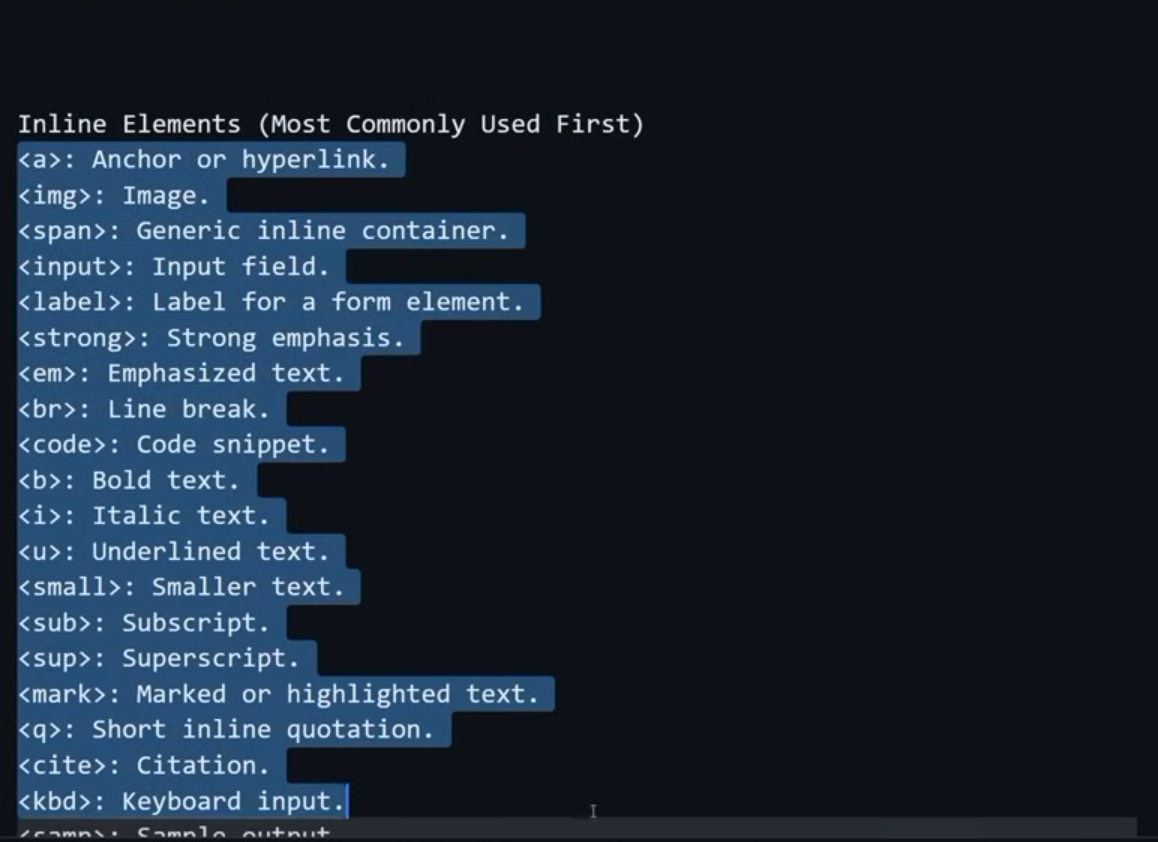 Inline Elements (Most Commonly Used First)
<a>: Anchor or hyperlink.
<img>: Image.
<span>: Generic inline container.
<input>: Input field.
<label>: Label for a form element.
<strong>: Strong emphasis.
<em>: Emphasized text.
<br>: Line break.
<code>: Code snippet.
<b>: Bold text.
<i>: Italic text.
<u>: Underlined text.
<small>: Smaller text.
<sub>: Subscript.
<sup>: Superscript.
<mark>: Marked or highlighted text.
<q>: Short inline quotation.
<cite>: Citation.
<kbd>: Keyboard input.
<samp>: Sample output.